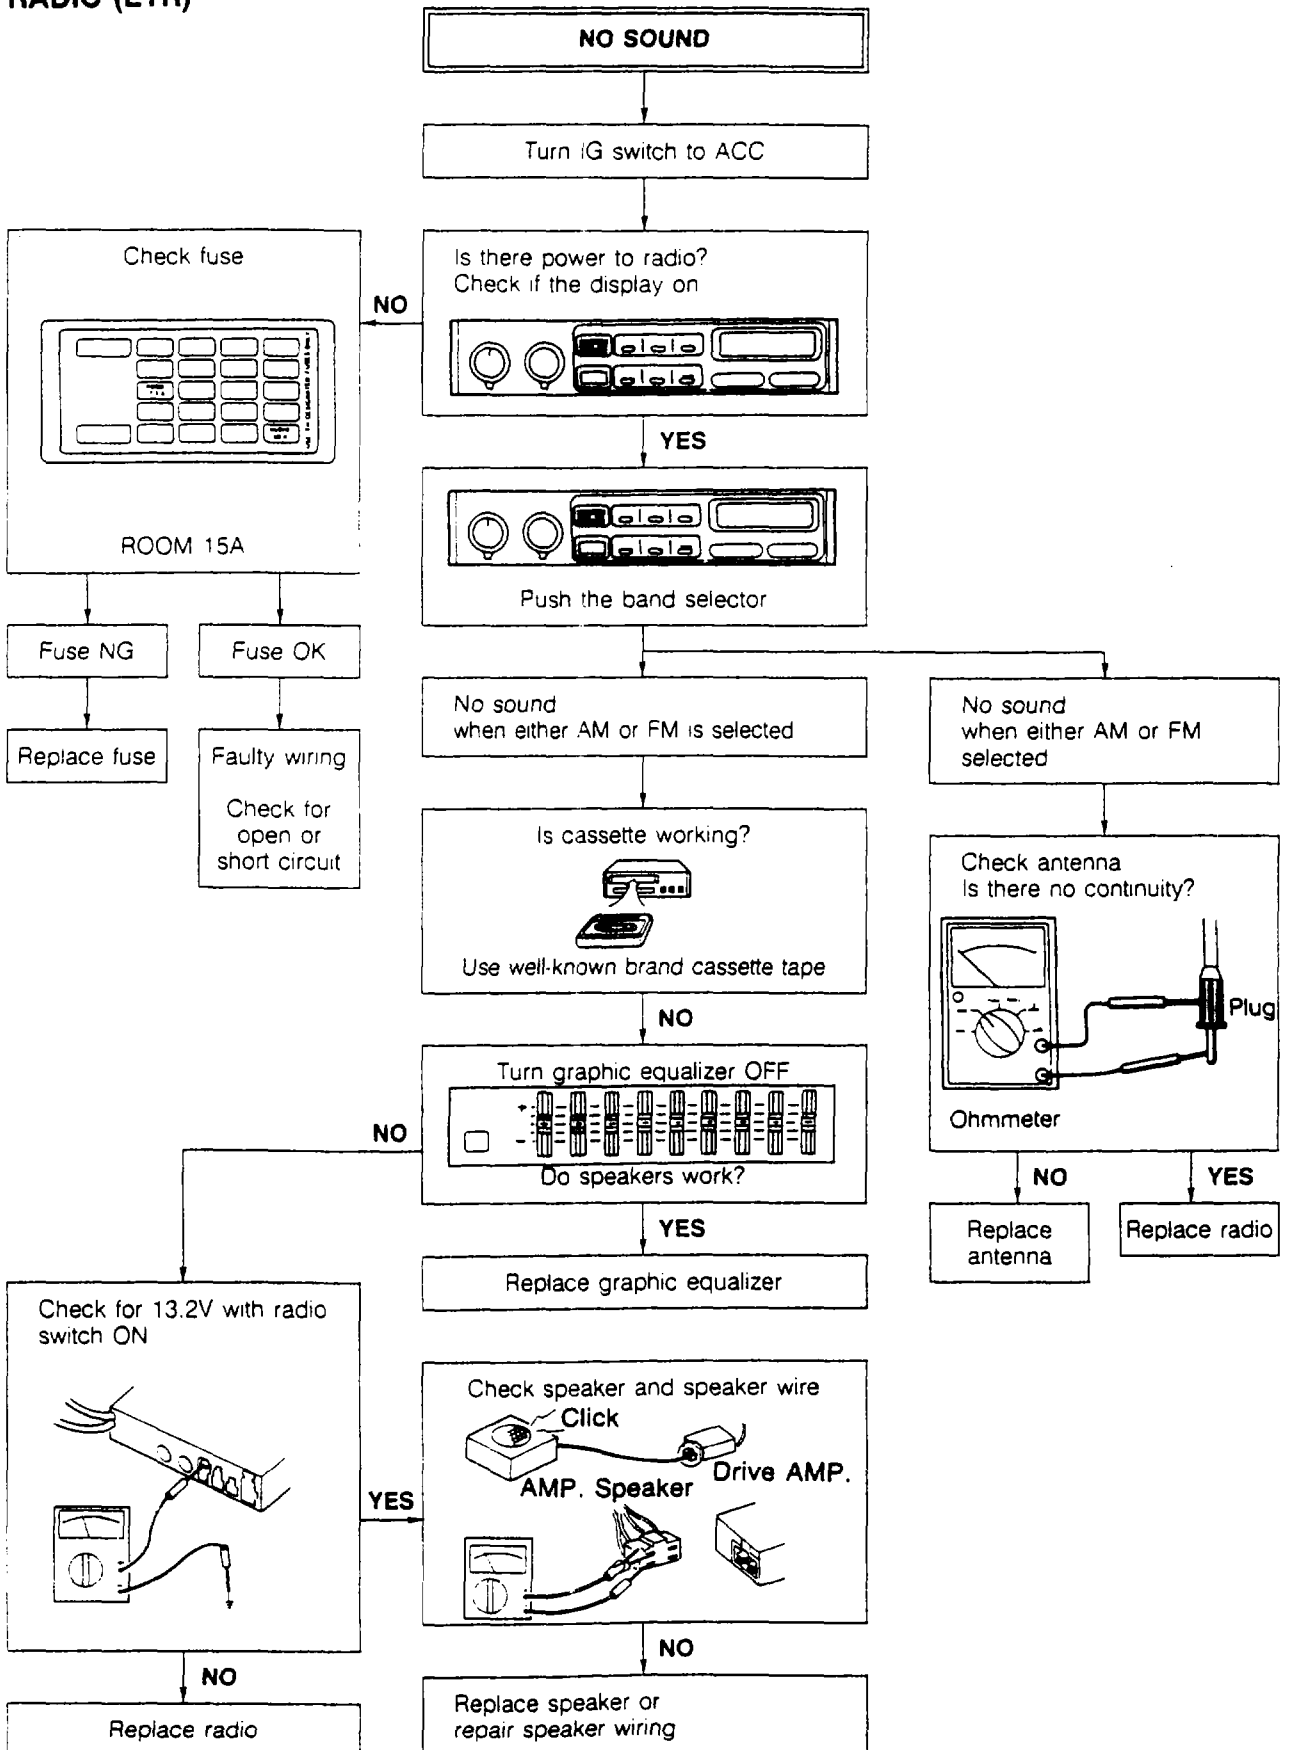 RADIO (ETR)
NO SOUND
Turn IG switch to ACC
Check fuse
ROOM 15A
NO
Is there power to radio?
Check if the display on
YES
Push the band selector
Fuse NG
Fuse OK
Replace fuse
Faulty wiring
Check for
open or
short circuit
No sound
when either AM or FM is selected
No sound
when either AM or FM
selected
Is cassette working?
Use well-known brand cassette tape
NO
Check antenna
Is there no continuity?
Plug
Ohmmeter
NO
YES
Replace
antenna
Replace radio
Turn graphic equalizer OFF
Do speakers work?
NO
YES
Replace graphic equalizer
Check for 13.2V with radio
switch ON
YES
Check speaker and speaker wire
Click
Drive AMP.
AMP. Speaker
NO
Replace radio
NO
Replace speaker or
repair speaker wiring